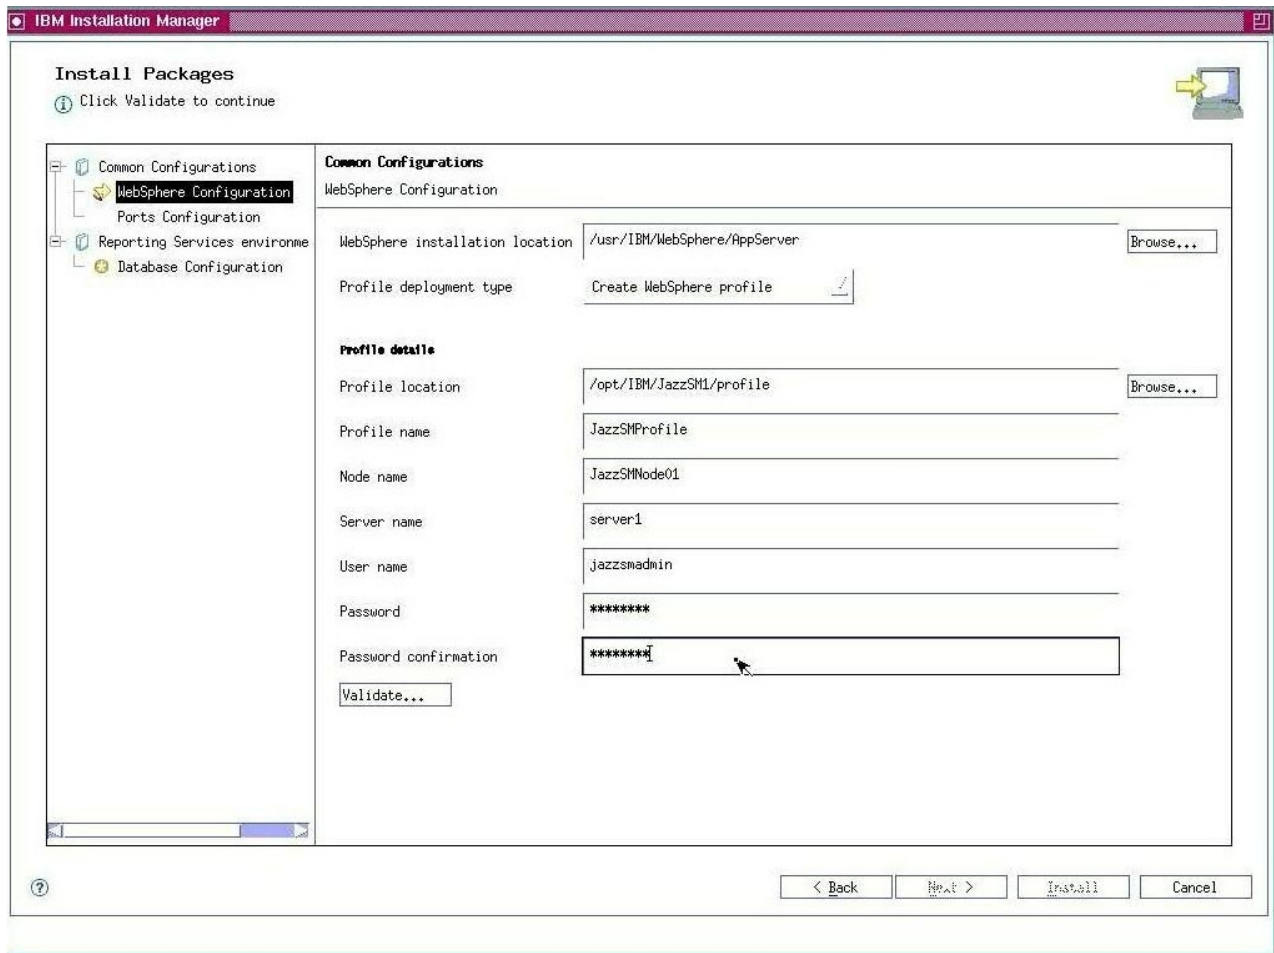 IBM Installation Manager
Install Packages
Click Validate to continue
Common Configurations
WebSphere Configuration
Ports Configuration
Reporting Services environme
Database Configuration
Common Configurations
WebSphere Configuration
WebSphere installation location /usr/IBM/WebSphere/AppServer Browse...
Profile deployment type Create WebSphere profile
Profile details
Profile location /opt/IBM/JazzSM1/profile Browse...
Profile name JazzSMProfile
Node name JazzSMNode01
Server name server1
User name jazzsmadmin
Password ********
Password confirmation ********
Validate...
? < Back Next > Install Cancel